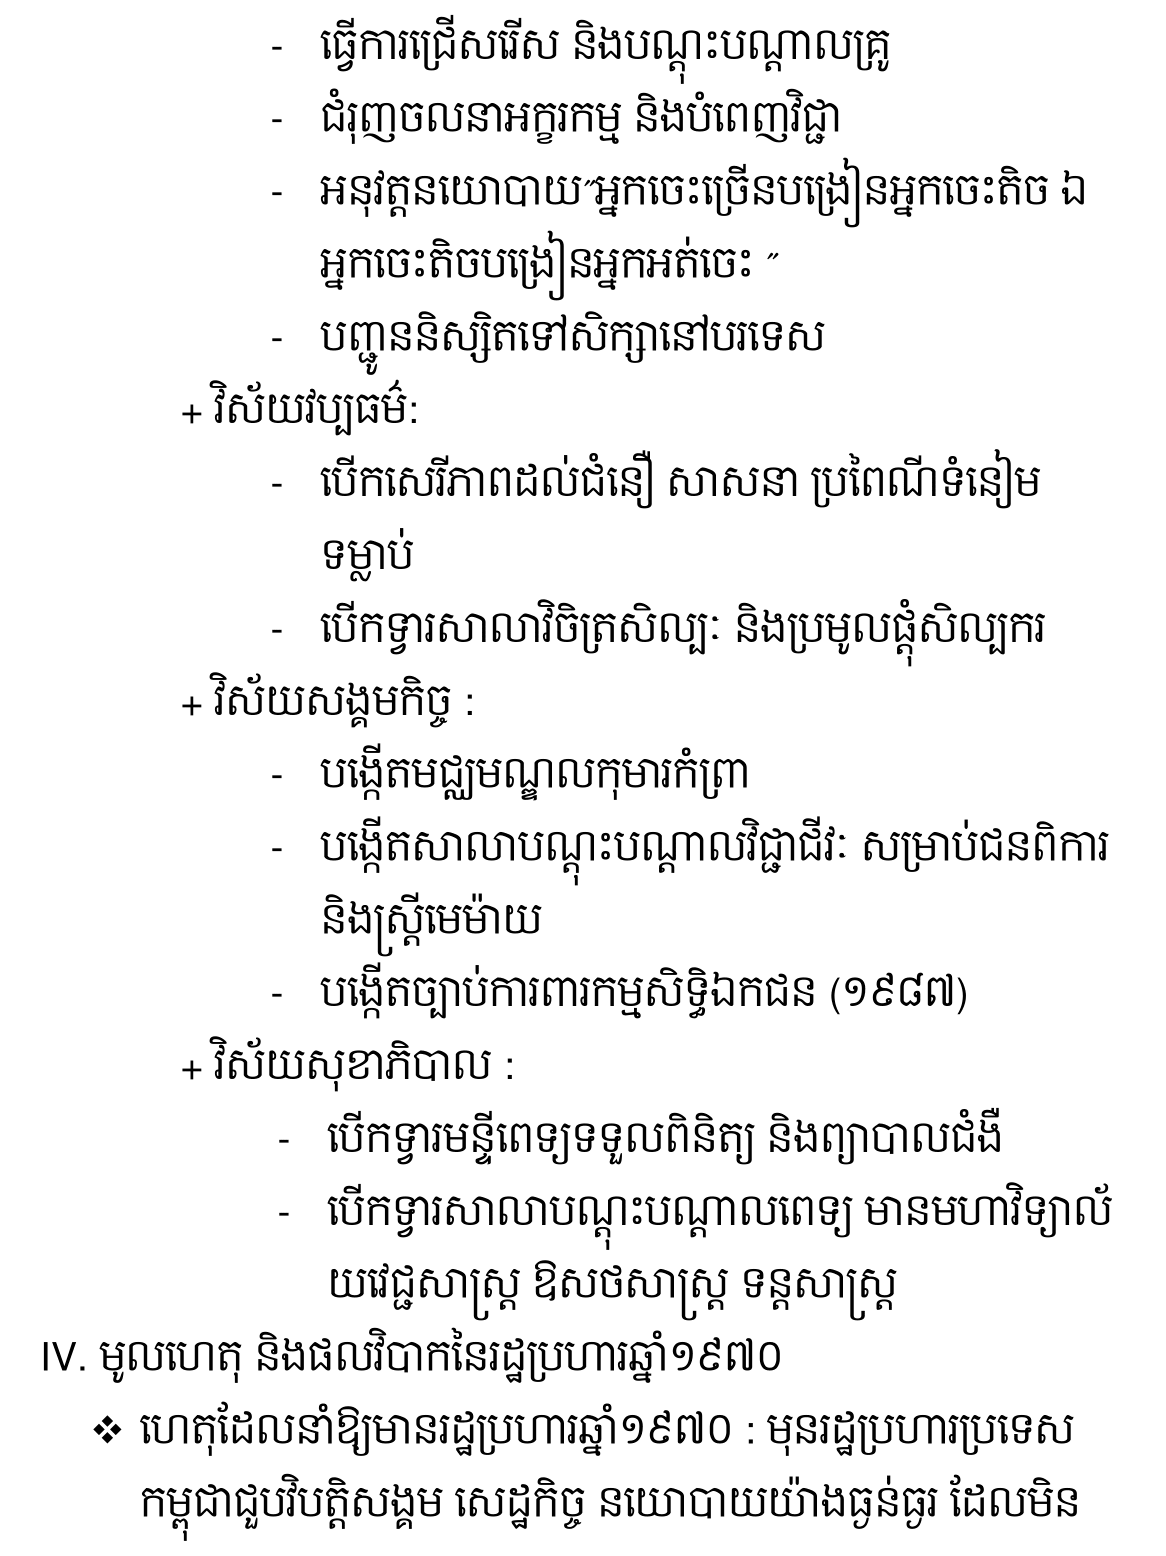 - ធ្វើការជ្រើសរើស និងបណ្តុះបណ្តាលគ្រូ
- ជំរុញចលនាអក្ខរកម្ម និងបំពេញវិជ្ជា
- អនុវត្តនយោបាយ˝អ្នកចេះច្រើនបង្រៀនអ្នកចេះតិច ឯ
អ្នកចេះតិចបង្រៀនអ្នកអត់ចេះ ˝
- បញ្ជូននិស្សិតទៅសិក្សានៅបរទេស
+ វិស័យវប្បធម៌:
- បើកសេរីភាពដល់ជំនឿ សាសនា ប្រពៃណីទំនៀម
ទម្លាប់
- បើកទ្វារសាលាវិចិត្រសិល្បៈ និងប្រមូលផ្តុំសិល្បករ
+ វិស័យសង្គមកិច្ច :
- បង្កើតមជ្ឈមណ្ឌលកុមារកំព្រា
- បង្កើតសាលាបណ្តុះបណ្តាលវិជ្ជាជីវៈ សម្រាប់ជនពិការ
និងស្ត្រីមេម៉ាយ
- បង្កើតច្បាប់ការពារកម្មសិទ្ធិឯកជន (១៩៨៧)
+ វិស័យសុខាភិបាល :
- បើកទ្វារមន្ទីពេទ្យទទួលពិនិត្យ និងព្យាបាលជំងឺ
- បើកទ្វារសាលាបណ្តុះបណ្តាលពេទ្យ មានមហាវិទ្យាល័
យវេជ្ជសាស្ត្រ ឱសថសាស្ត្រ ទន្តសាស្ត្រ
IV. មូលហេតុ និងផលវិបាកនៃរដ្ឋប្រហារឆ្នាំ១៩៧០
❖ ហេតុដែលនាំឱ្យមានរដ្ឋប្រហារឆ្នាំ១៩៧០ : មុនរដ្ឋប្រហារប្រទេស
កម្ពុជាជួបវិបត្តិសង្គម សេដ្ឋកិច្ច នយោបាយយ៉ាងធ្ងន់ធ្ងរ ដែលមិន